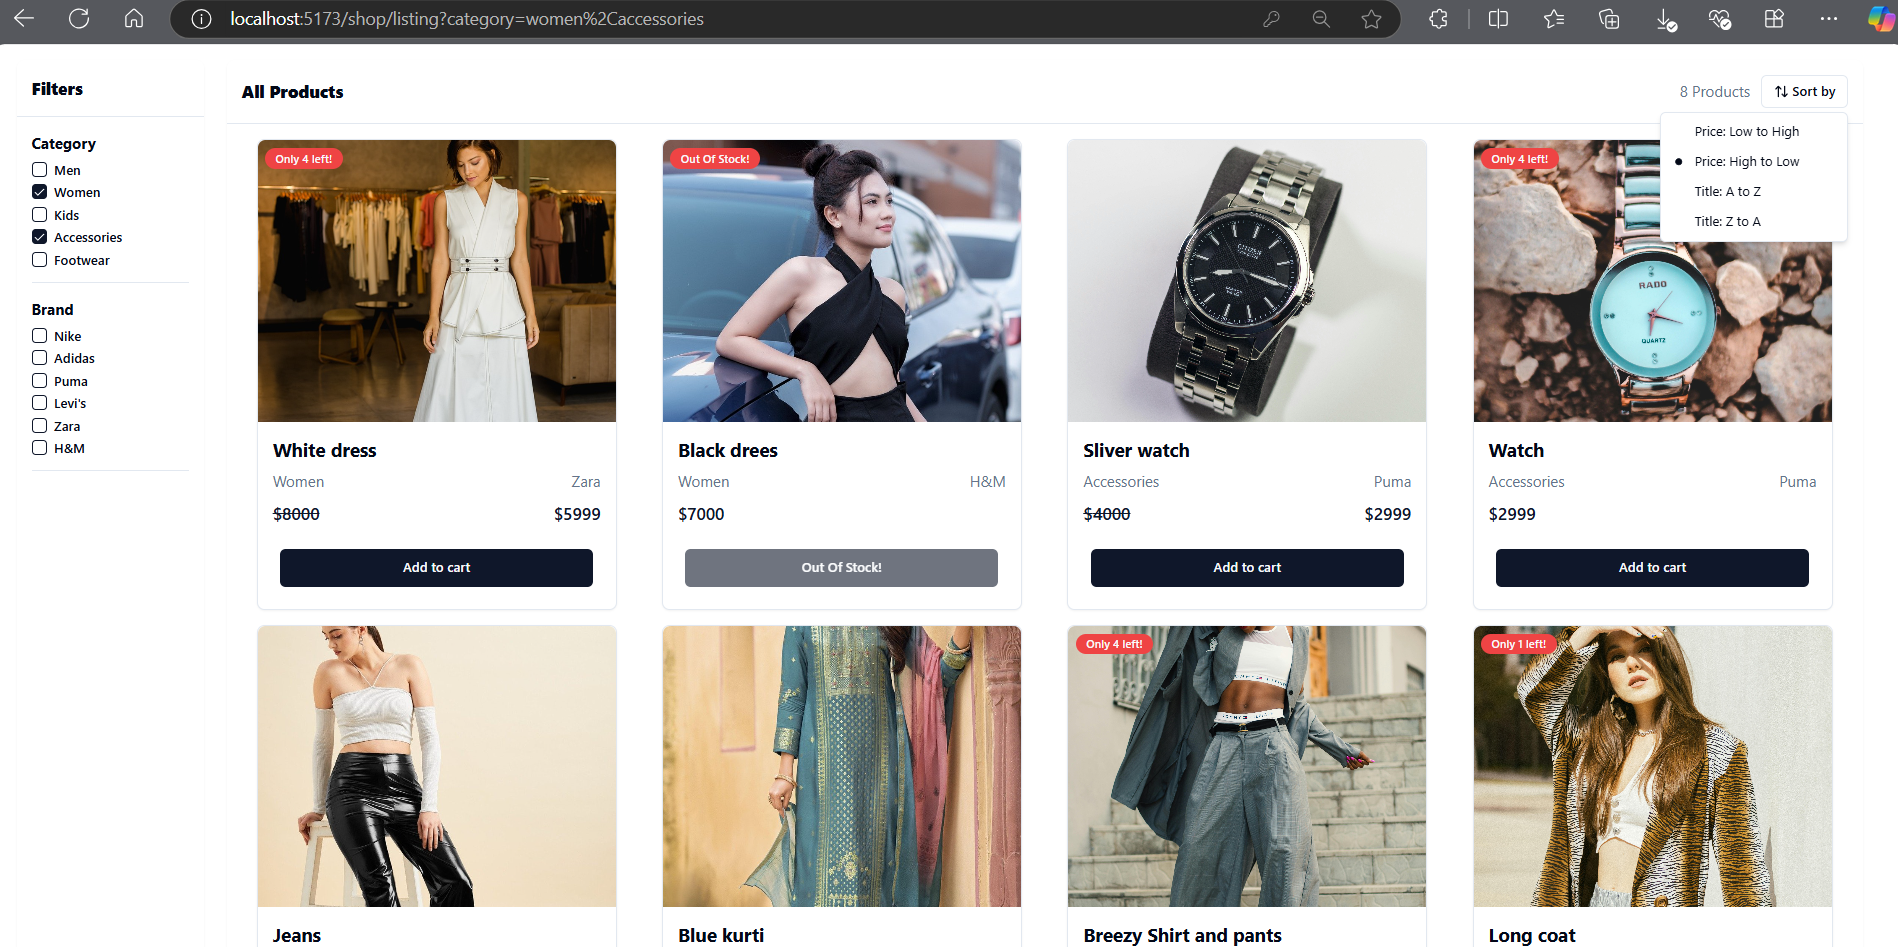 localhost:5173/shop/listing?category=women%2Caccessories
Filters
Category
Men
Women
Kids
Accessories
Footwear
Brand
Nike
Adidas
Puma
Levi's
Zara
H&M
All Products
8 Products
Sort by
Price: Low to High
Price: High to Low
Title: A to Z
Title: Z to A
Only 4 left!
White dress
Women Zara
$8000 $5999
Add to cart
Out Of Stock!
Black drees
Women H&M
$7000
Out Of Stock!
CITIZEN
Sliver watch
Accessories Puma
$4000 $2999
Add to cart
Only 4 left!
RADO
QUARTZ
Watch
Accessories Puma
$2999
Add to cart
Jeans
Blue kurti
Only 4 left!
Breezy Shirt and pants
Only 1 left!
Long coat